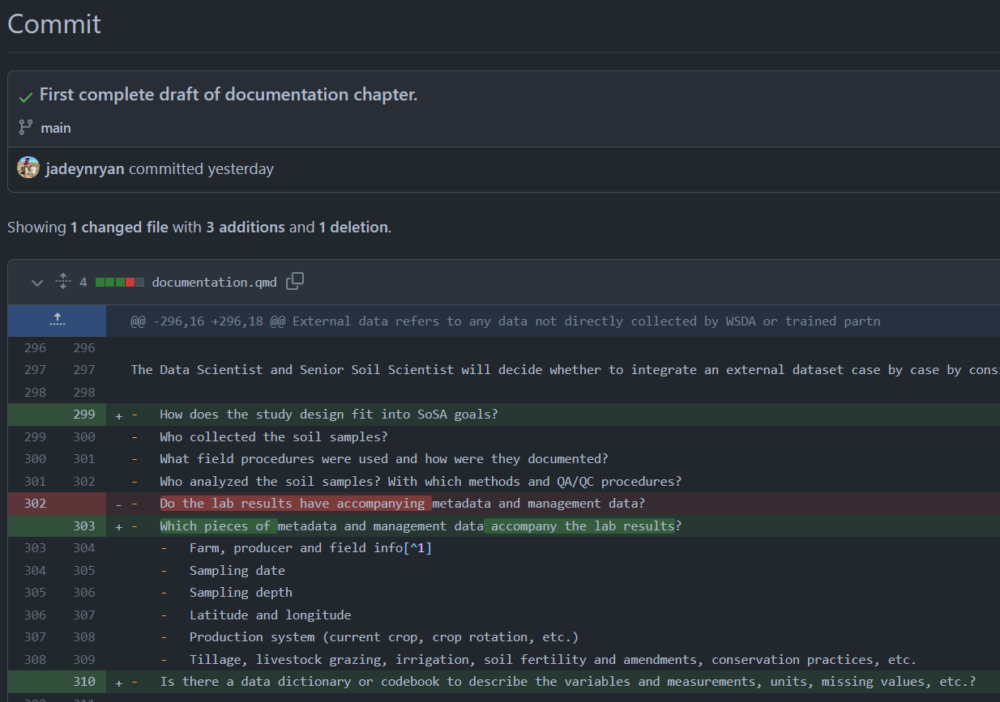 Commit
First complete draft of documentation chapter.
main
jadeynryan committed yesterday
Showing 1 changed file with 3 additions and 1 deletion.
4 documentation.qmd
@@ -296,16 +296,18 @@ External data refers to any data not directly collected by WSDA or trained partn
296 296
297 297 The Data Scientist and Senior Soil Scientist will decide whether to integrate an external dataset case by case by cons
298 298
299 + - How does the study design fit into SoSA goals?
299 300 - Who collected the soil samples?
300 301 - What field procedures were used and how were they documented?
301 302 - Who analyzed the soil samples? With which methods and QA/QC procedures?
302 - - Do the lab results have accompanying metadata and management data?
303 + - Which pieces of metadata and management data accompany the lab results?
303 304 - Farm, producer and field info[^1]
304 305 - Sampling date
305 306 - Sampling depth
306 307 - Latitude and longitude
307 308 - Production system (current crop, crop rotation, etc.)
308 309 - Tillage, livestock grazing, irrigation, soil fertility and amendments, conservation practices, etc.
310 + - Is there a data dictionary or codebook to describe the variables and measurements, units, missing values, etc.?